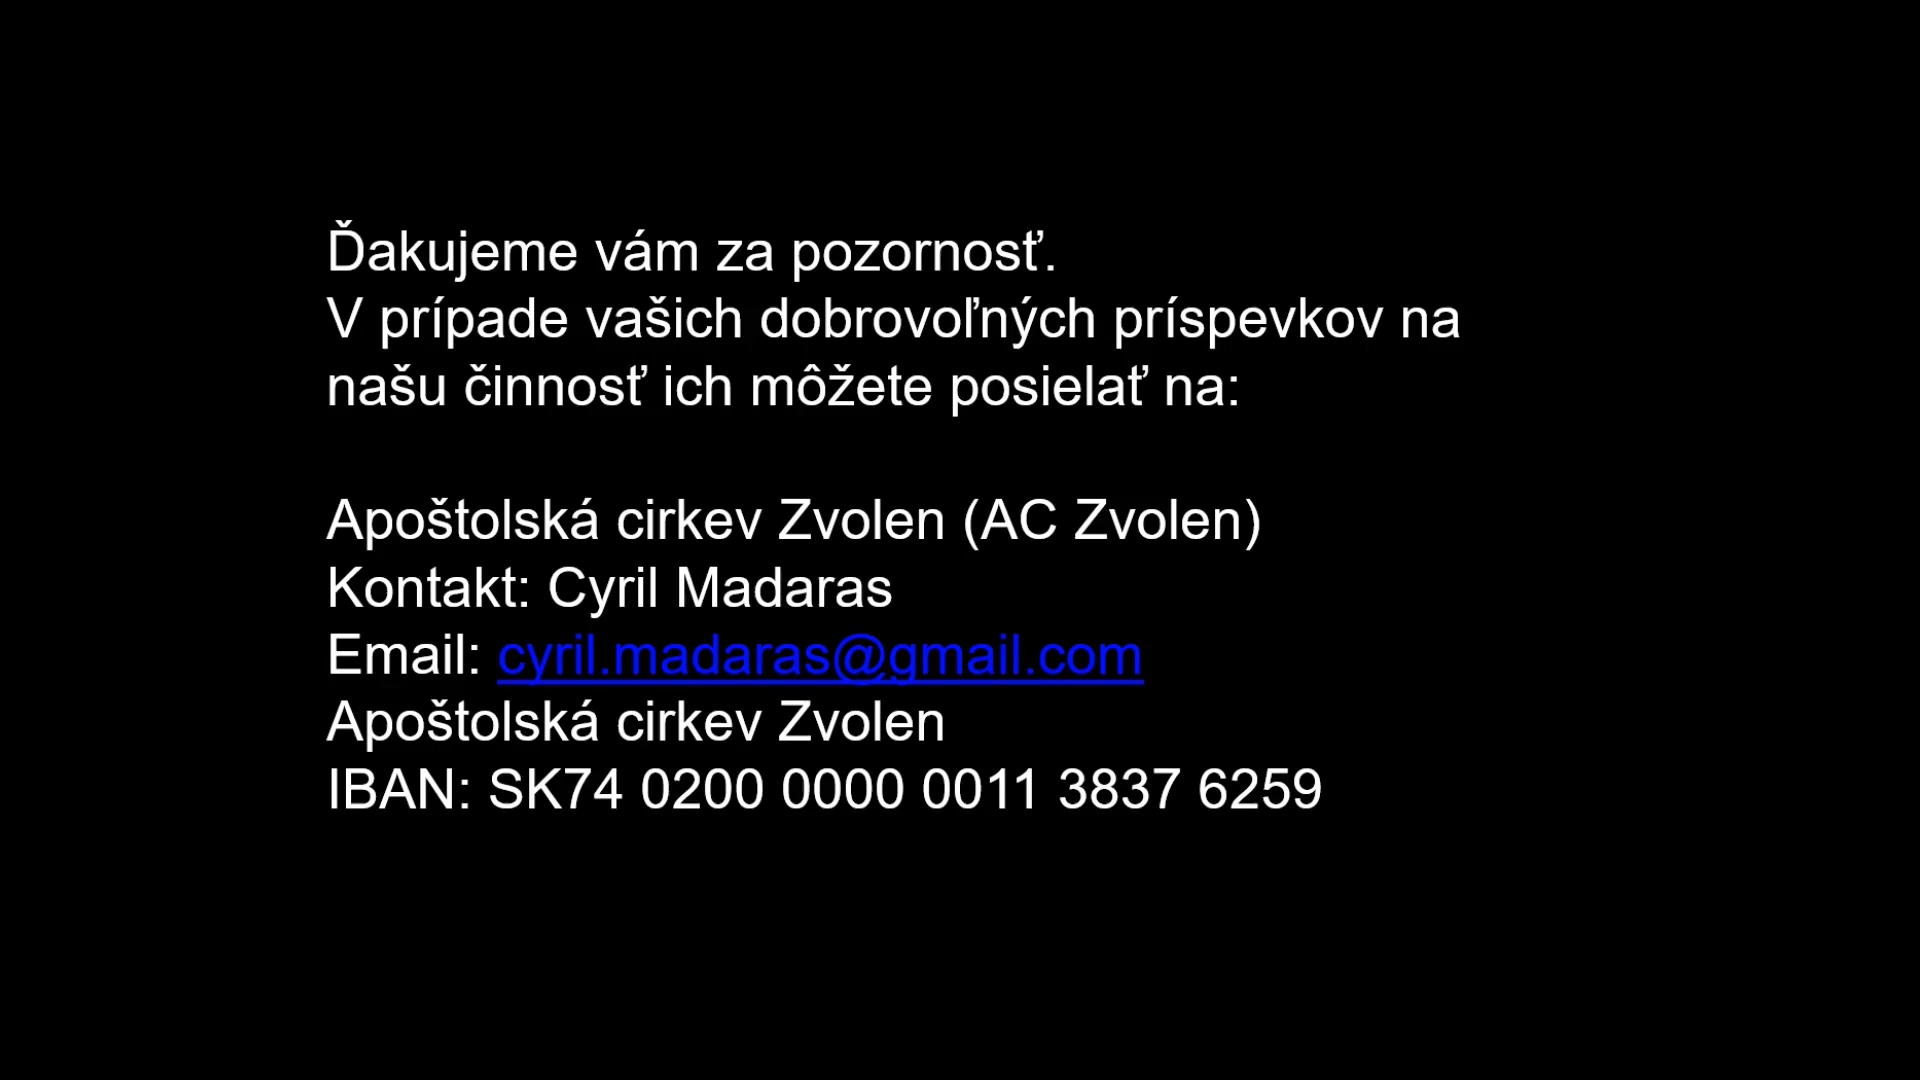 Ďakujeme vám za pozornosť.
V prípade vašich dobrovoľných príspevkov na
našu činnosť ich môžete posielať na:
Apoštolská cirkev Zvolen (AC Zvolen)
Kontakt: Cyril Madaras
Email: cyril.madaras@gmail.com
Apoštolská cirkev Zvolen
IBAN: SK74 0200 0000 0011 3837 6259